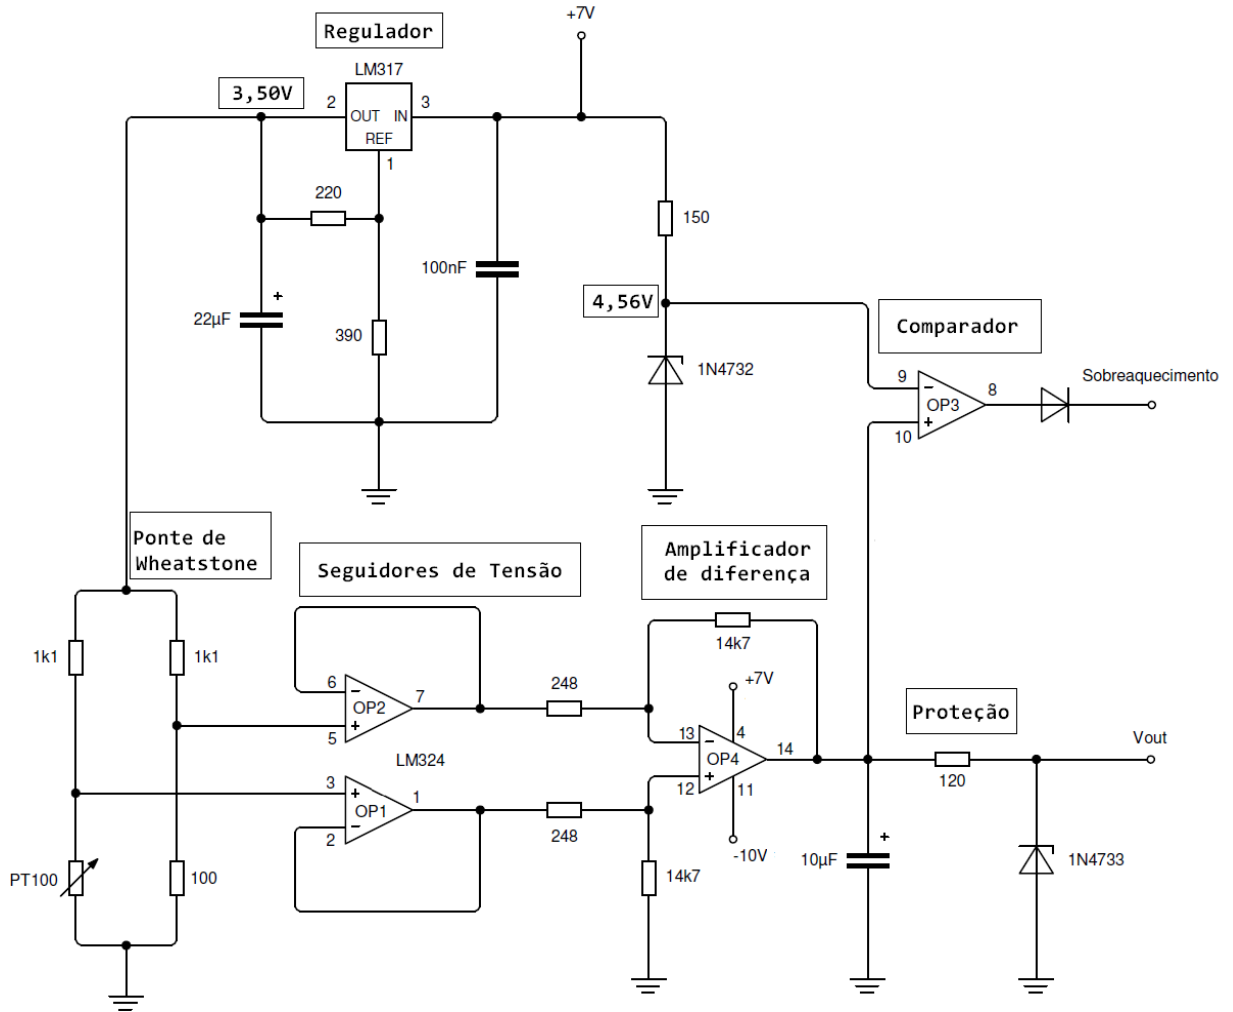 +7V
Regulador
LM317
3,50V
2
OUT IN
3
REF
1
220
150
100nF
+
22µF
390
4,56V
1N4732
Comparador
9
−
OP3
8
+
10
Sobreaquecimento
Ponte de
Wheatstone
Seguidores de Tensão
Amplificador
de diferença
1k1
1k1
14k7
6
−
OP2
7
+
5
248
+7V
13
−
4
OP4
14
+
12
11
-10V
Proteção
120
Vout
LM324
3
+
OP1
1
−
2
248
PT100
100
14k7
+
10µF
1N4733